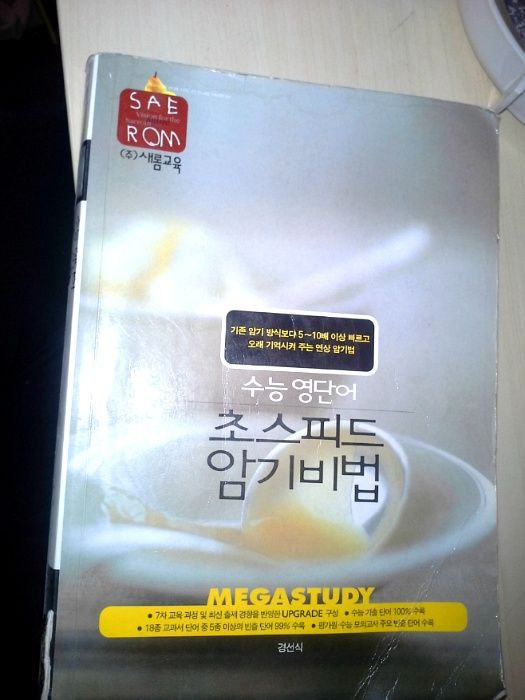 SAE
Vision for the
Success
ROM
(주)새롬교육
기존 암기 방식보다 5~10배 이상 빠르고
오래 기억시켜 주는 연상 암기법
수능 영단어
초스피드
암기비법
MEGASTUDY
• 7차 교육 과정 및 최신 출제 경향을 반영한 UPGRADE 구성 • 수능 기출 단어 100% 수록
• 18종 교과서 단어 중 5종 이상의 빈출 단어 99% 수록 • 평가원·수능 모의고사 주요 빈출 단어 수록
경선식